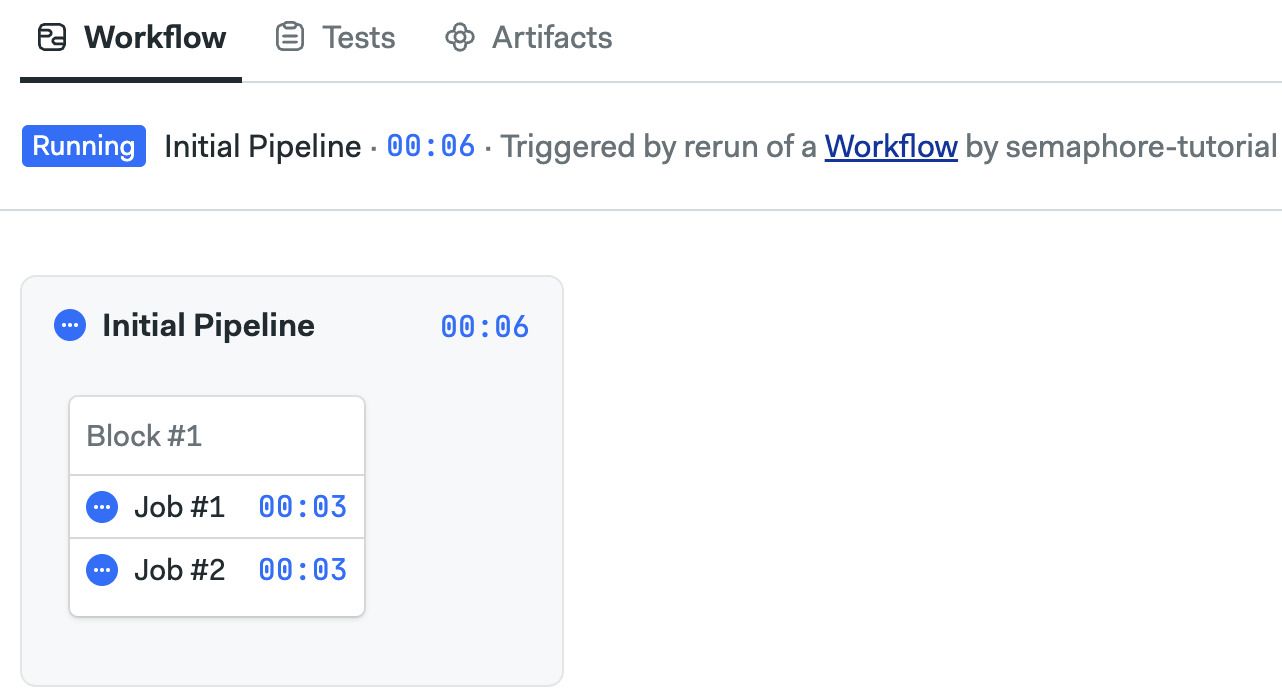 Workflow Tests Artifacts
Running Initial Pipeline · 00:06 · Triggered by rerun of a Workflow by semaphore-tutorial
Initial Pipeline 00:06
Block #1
Job #1 00:03
Job #2 00:03